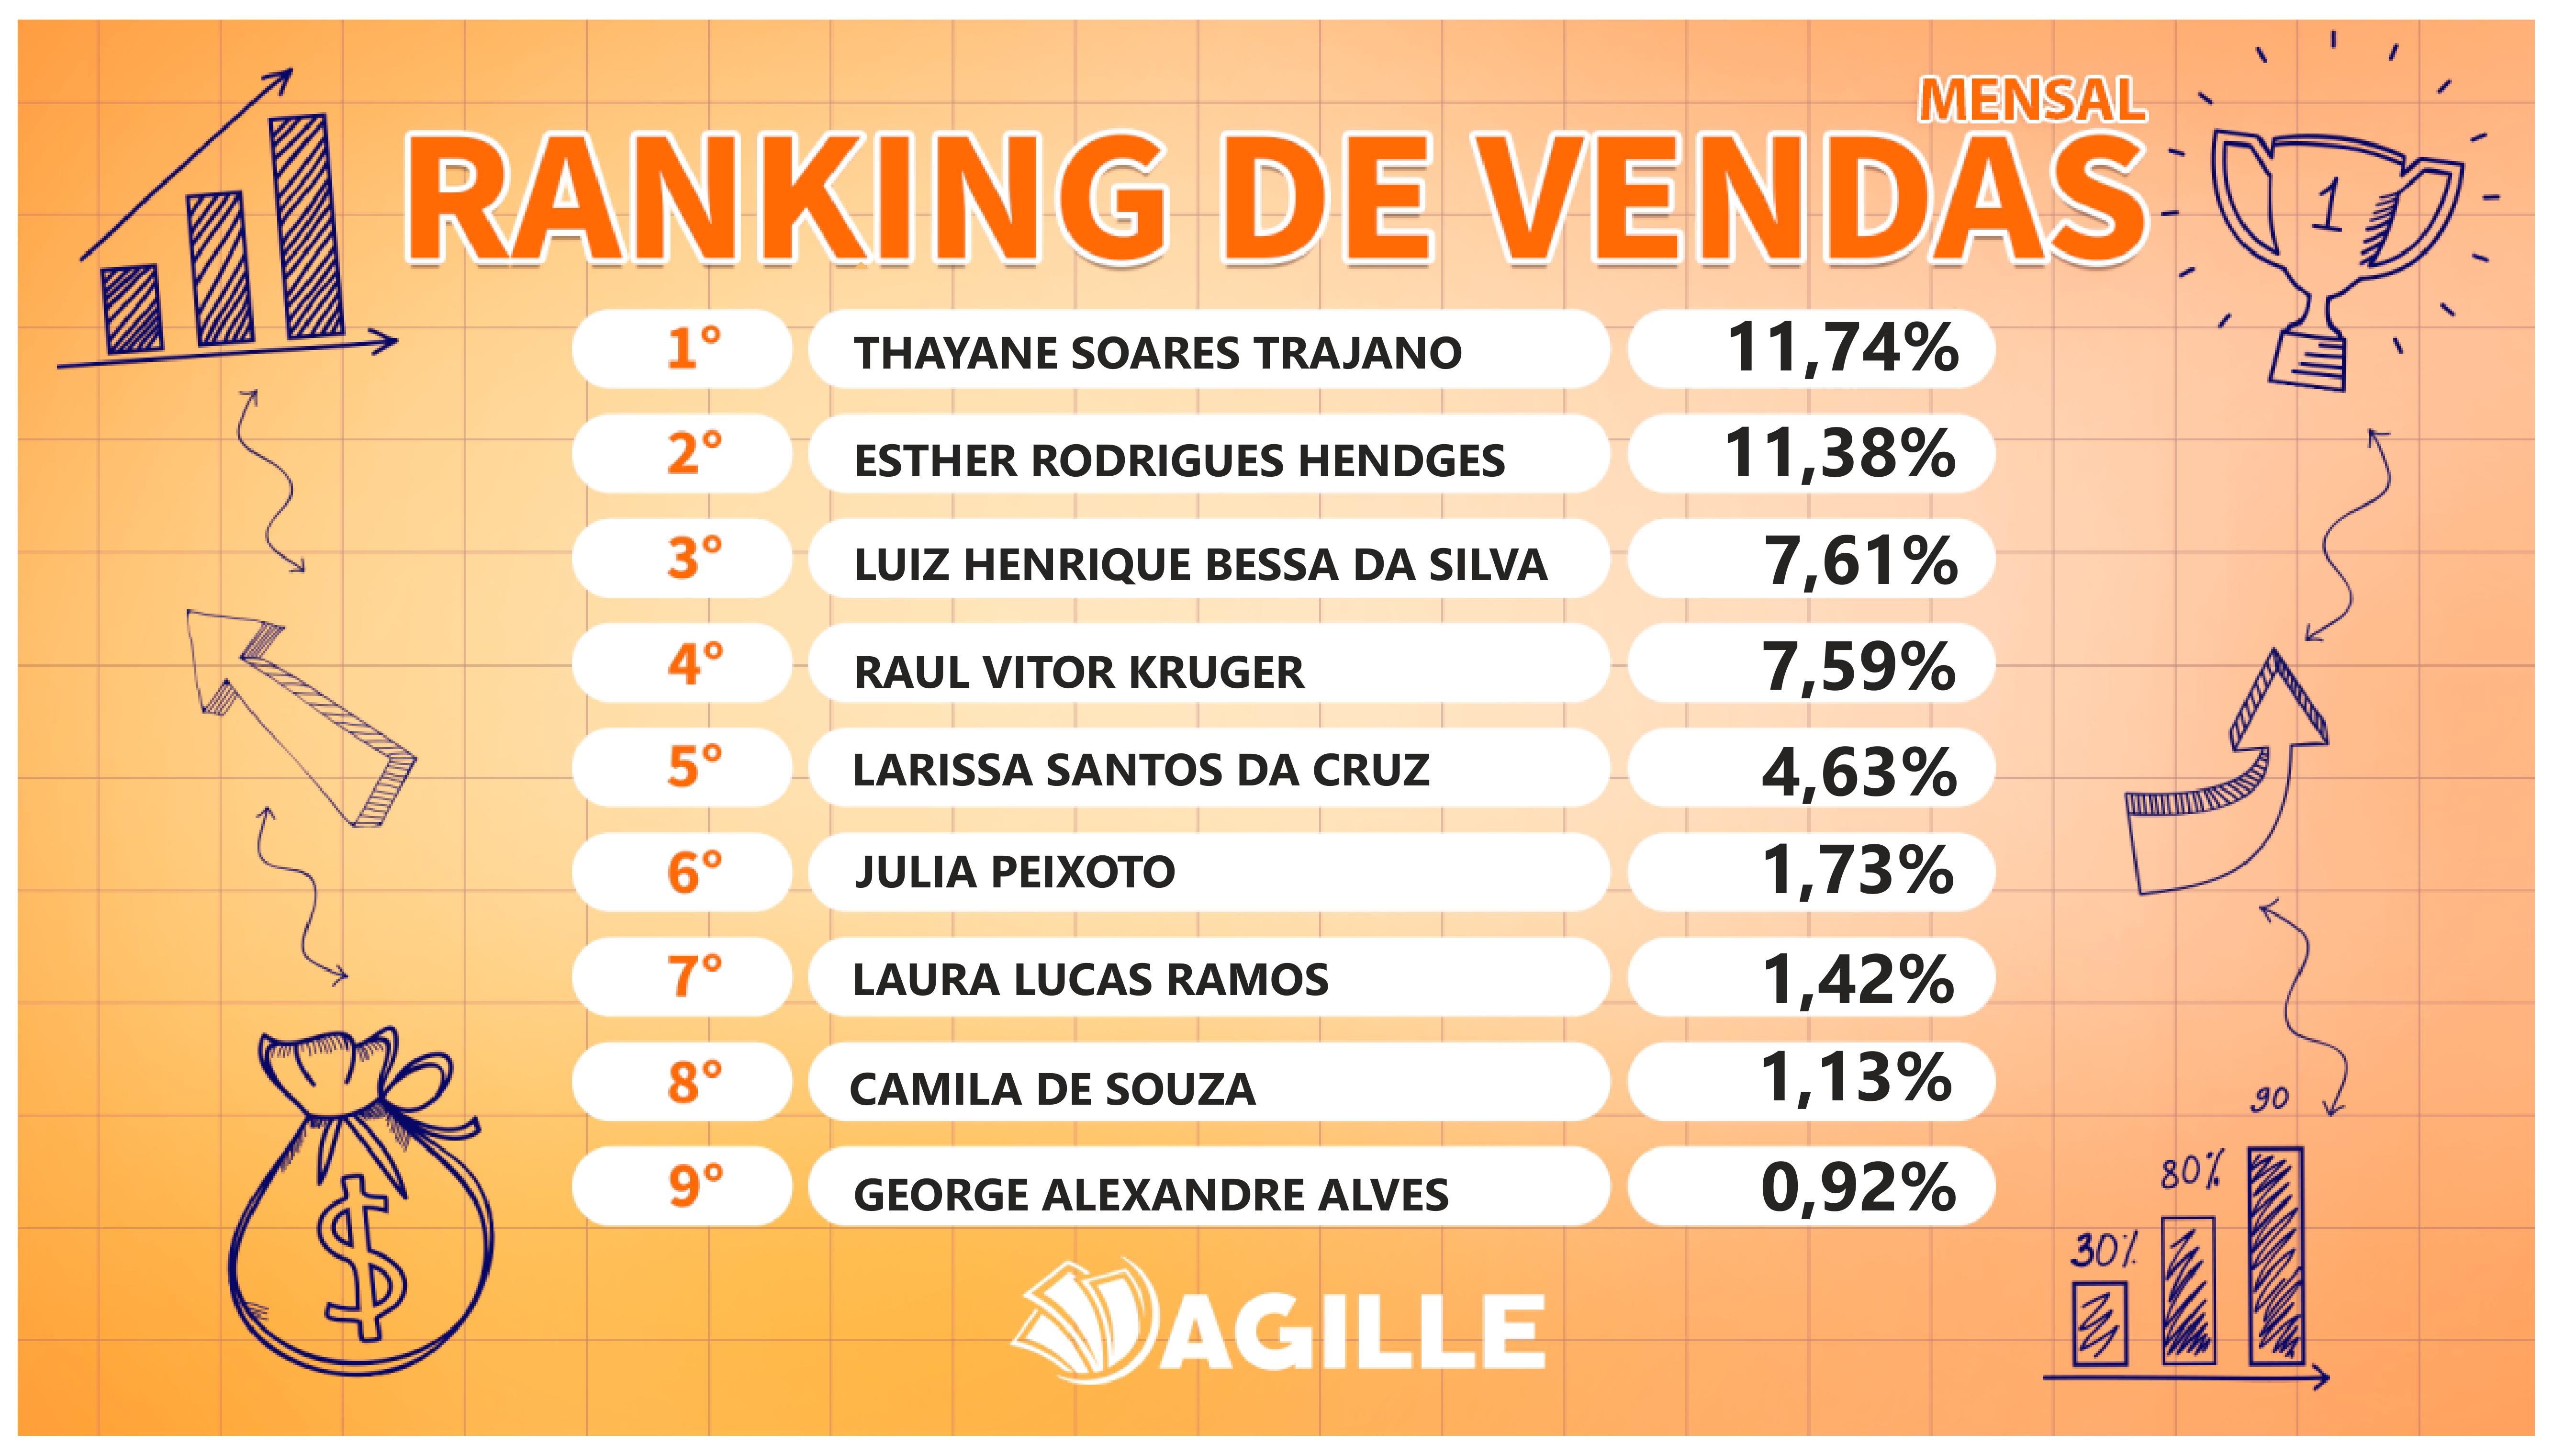 MENSAL
RANKING DE VENDAS
1
1° THAYANE SOARES TRAJANO 11,74%
2° ESTHER RODRIGUES HENDGES 11,38%
3° LUIZ HENRIQUE BESSA DA SILVA 7,61%
4° RAUL VITOR KRUGER 7,59%
5° LARISSA SANTOS DA CRUZ 4,63%
6° JULIA PEIXOTO 1,73%
7° LAURA LUCAS RAMOS 1,42%
8° CAMILA DE SOUZA 1,13%
9° GEORGE ALEXANDRE ALVES 0,92%
$
90
80%
30%
AGILLE